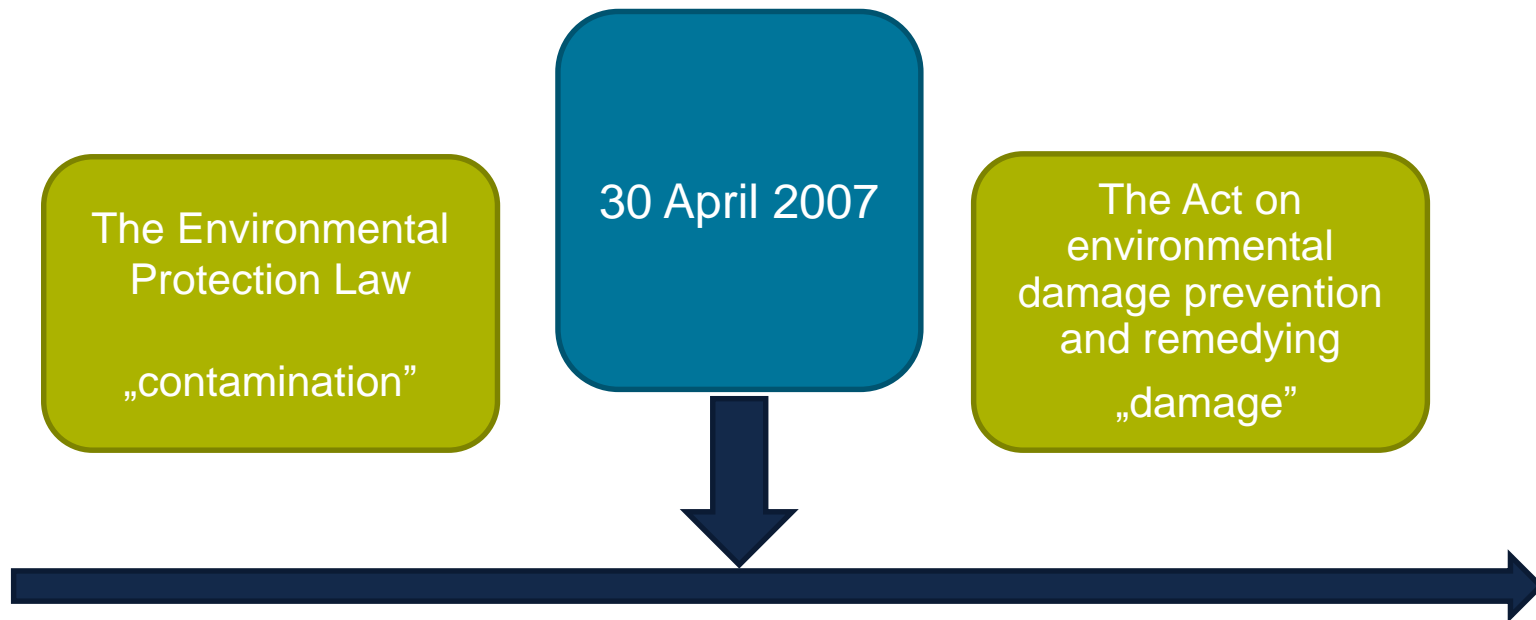 The Environmental
Protection Law
„contamination”
30 April 2007
The Act on
environmental
damage prevention
and remedying
„damage”